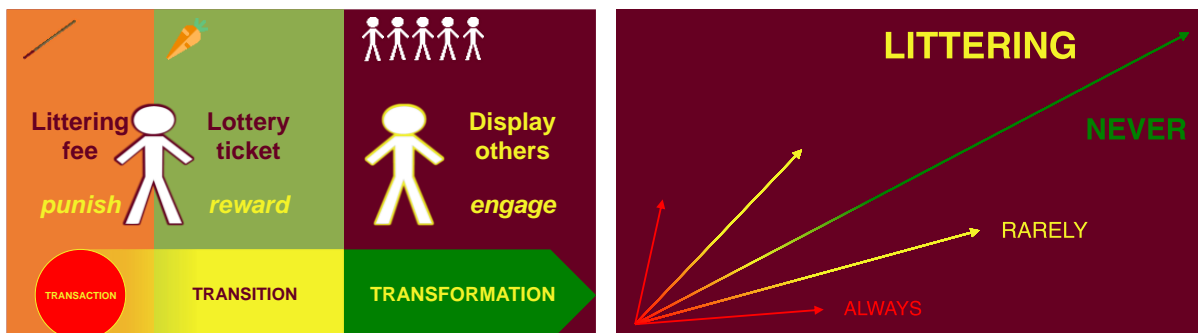 Littering
fee
Lottery
ticket
Display
others
punish
reward
engage
TRANSACTION
TRANSITION
TRANSFORMATION
LITTERING
NEVER
RARELY
ALWAYS